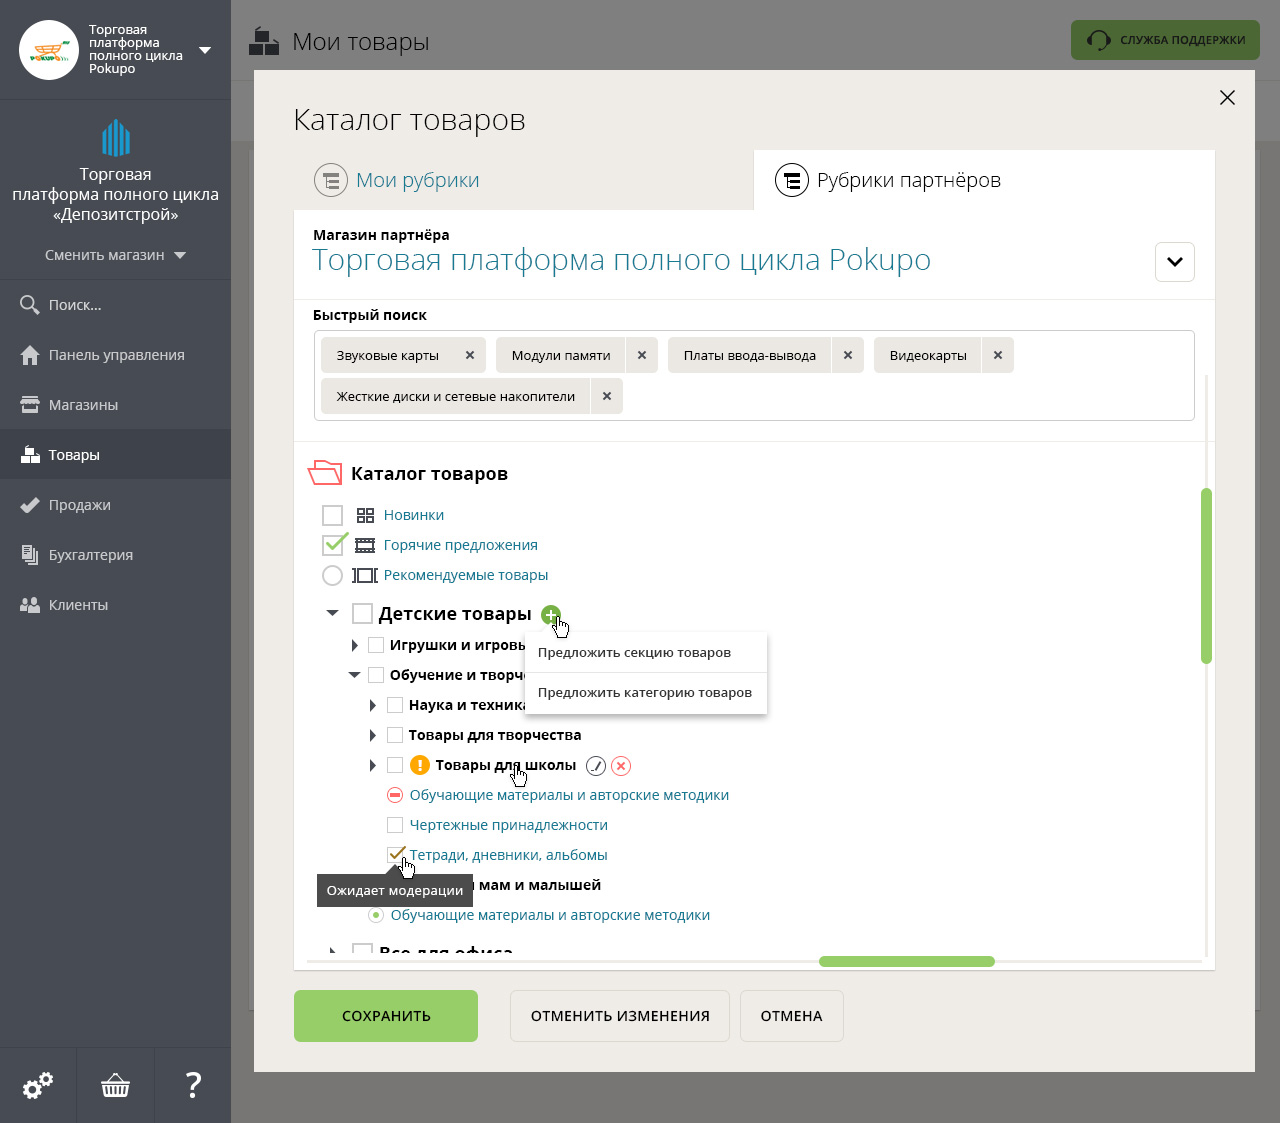 Торговая
платформа
полного цикла
Pokupo
POKUPO
Мои товары
СЛУЖБА ПОДДЕРЖКИ
Торговая
платформа полного цикла
«Депозитстрой»
Сменить магазин
Поиск...
Панель управления
Магазины
Товары
Продажи
Бухгалтерия
Клиенты
?
Каталог товаров
Мои рубрики
Рубрики партнёров
Магазин партнёра
Торговая платформа полного цикла Pokupo
Быстрый поиск
Звуковые карты
Модули памяти
Платы ввода-вывода
Видеокарты
Жесткие диски и сетевые накопители
Каталог товаров
Новинки
Горячие предложения
Рекомендуемые товары
Детские товары
Предложить секцию товаров
Предложить категорию товаров
Игрушки и
Обучение и
Наука и техника
Товары для творчества
Товары для школы
Обучающие материалы и авторские методики
Чертежные принадлежности
Тетради, дневники, альбомы
Ожидает модерации
мам и малышей
Обучающие материалы и авторские методики
Все для офиса
СОХРАНИТЬ
ОТМЕНИТЬ ИЗМЕНЕНИЯ
ОТМЕНА